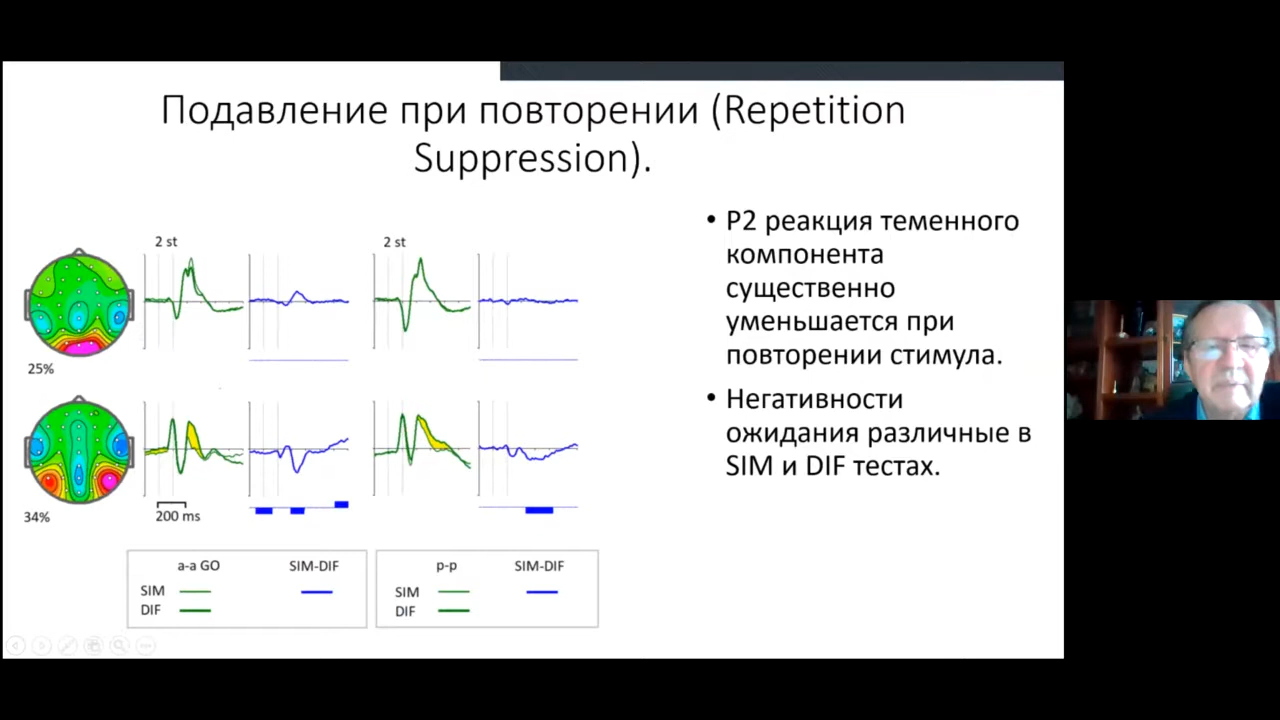 Подавление при повторении (Repetition
Suppression).
2 st
2 st
25%
34%
200 ms
a-a GO
SIM-DIF
SIM
DIF
p-p
SIM-DIF
SIM
DIF
• P2 реакция теменного
компонента
существенно
уменьшается при
повторении стимула.
• Негативности
ожидания различные в
SIM и DIF тестах.